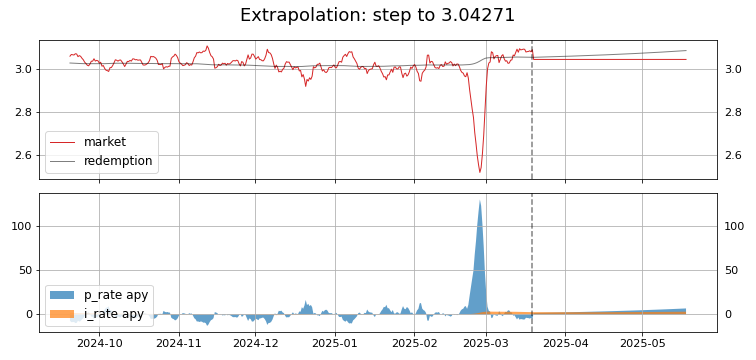 Extrapolation: step to 3.04271
3.0 3.0
2.8 2.8
2.6 2.6
market
redemption
100 100
50 50
0 0
p_rate apy
i_rate apy
2024-10 2024-11 2024-12 2025-01 2025-02 2025-03 2025-04 2025-05